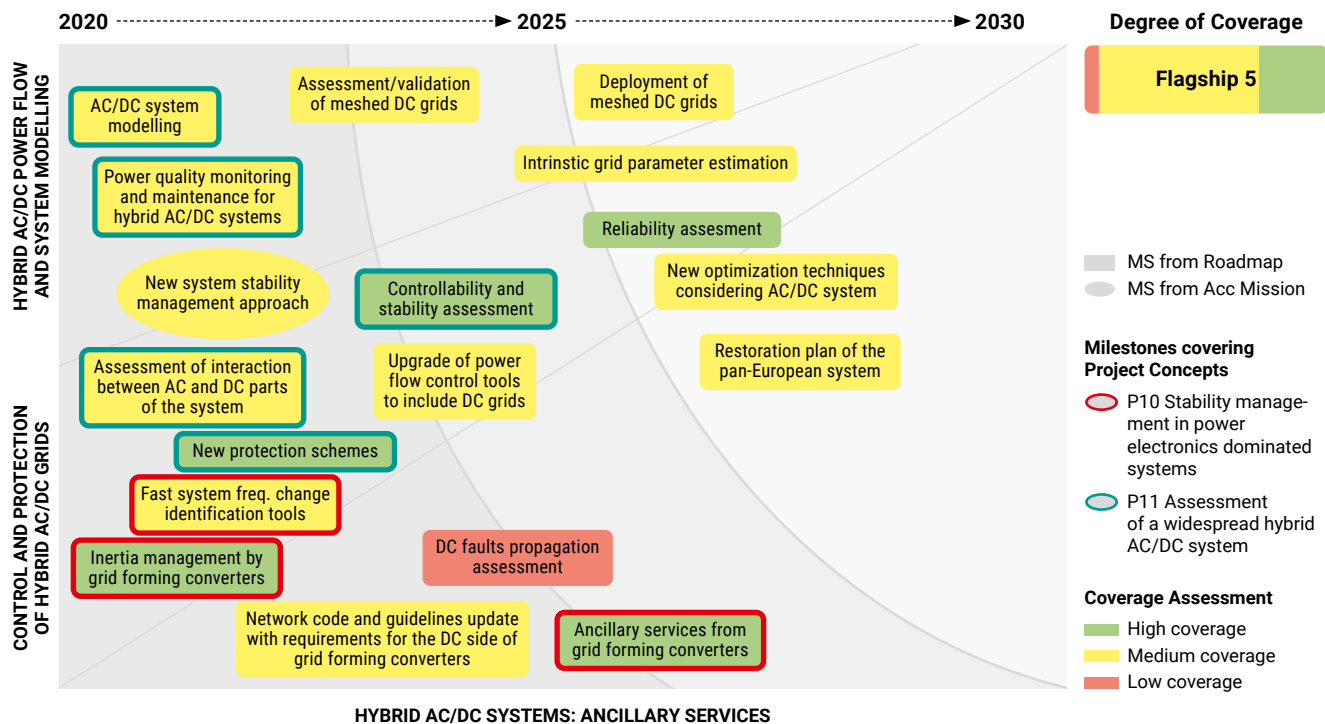 2020
2025
2030
Degree of Coverage
Flagship 5
HYBRID AC/DC POWER FLOW
AND SYSTEM MODELLING
CONTROL AND PROTECTION
OF HYBRID AC/DC GRIDS
AC/DC system
modelling
Assessment/validation
of meshed DC grids
Deployment of
meshed DC grids
Power quality monitoring
and maintenance for
hybrid AC/DC systems
Intrinstic grid parameter estimation
Reliability assesment
New system stability
management approach
Controllability and
stability assessment
New optimization techniques
considering AC/DC system
Assessment of interaction
between AC and DC parts
of the system
Upgrade of power
flow control tools
to include DC grids
Restoration plan of the
pan-European system
New protection schemes
Fast system freq. change
identification tools
Inertia management by
grid forming converters
DC faults propagation
assessment
Network code and guidelines update
with requirements for the DC side of
grid forming converters
Ancillary services from
grid forming converters
HYBRID AC/DC SYSTEMS: ANCILLARY SERVICES
MS from Roadmap
MS from Acc Mission
Milestones covering
Project Concepts
P10 Stability manage-
ment in power
electronics dominated
systems
P11 Assessment
of a widespread hybrid
AC/DC system
Coverage Assessment
High coverage
Medium coverage
Low coverage